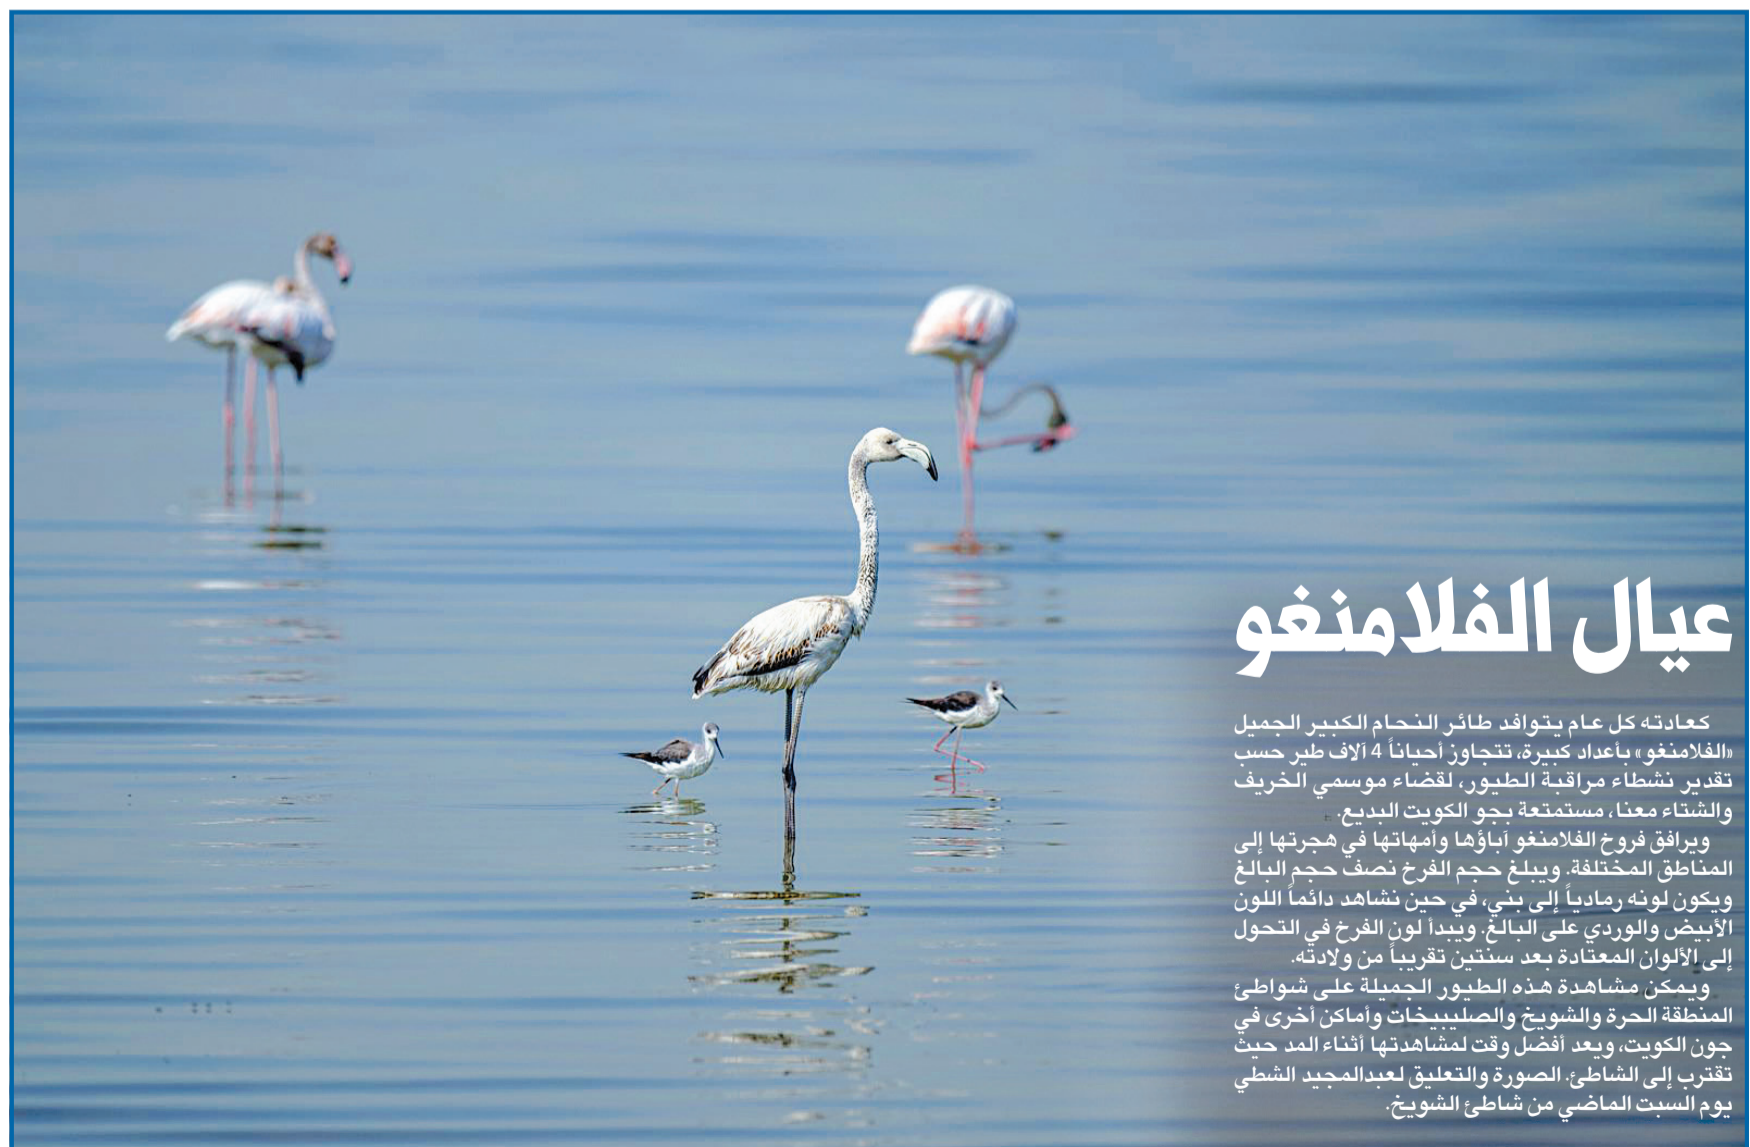 عيال الفلامنغو
كعادته كل عام يتوافد طائر النحام الكبير الجميل
«الفلامنغو» بأعداد كبيرة، تتجاوز أحياناً 4 آلاف طير حسب
تقدير نشطاء مراقبة الطيور، لقضاء موسمي الخريف
والشتاء معنا، مستمتعة بجو الكويت البديع.
ويرافق فروخ الفلامنغو آباؤها وأمهاتها في هجرتها إلى
المناطق المختلفة. ويبلغ حجم الفرخ نصف حجم البالغ
ويكون لونه رمادياً إلى بني، في حين نشاهد دائماً اللون
الأبيض والوردي على البالغ. ويبدأ لون الفرخ في التحول
إلى الألوان المعتادة بعد سنتين تقريباً من ولادته.
ويمكن مشاهدة هذه الطيور الجميلة على شواطئ
المنطقة الحرة والشويخ والصليبيخات وأماكن أخرى في
جون الكويت، ويعد أفضل وقت لمشاهدتها أثناء المد حيث
تقترب إلى الشاطئ. الصورة والتعليق لعبدالمجيد الشطي
يوم السبت الماضي من شاطئ الشويخ.